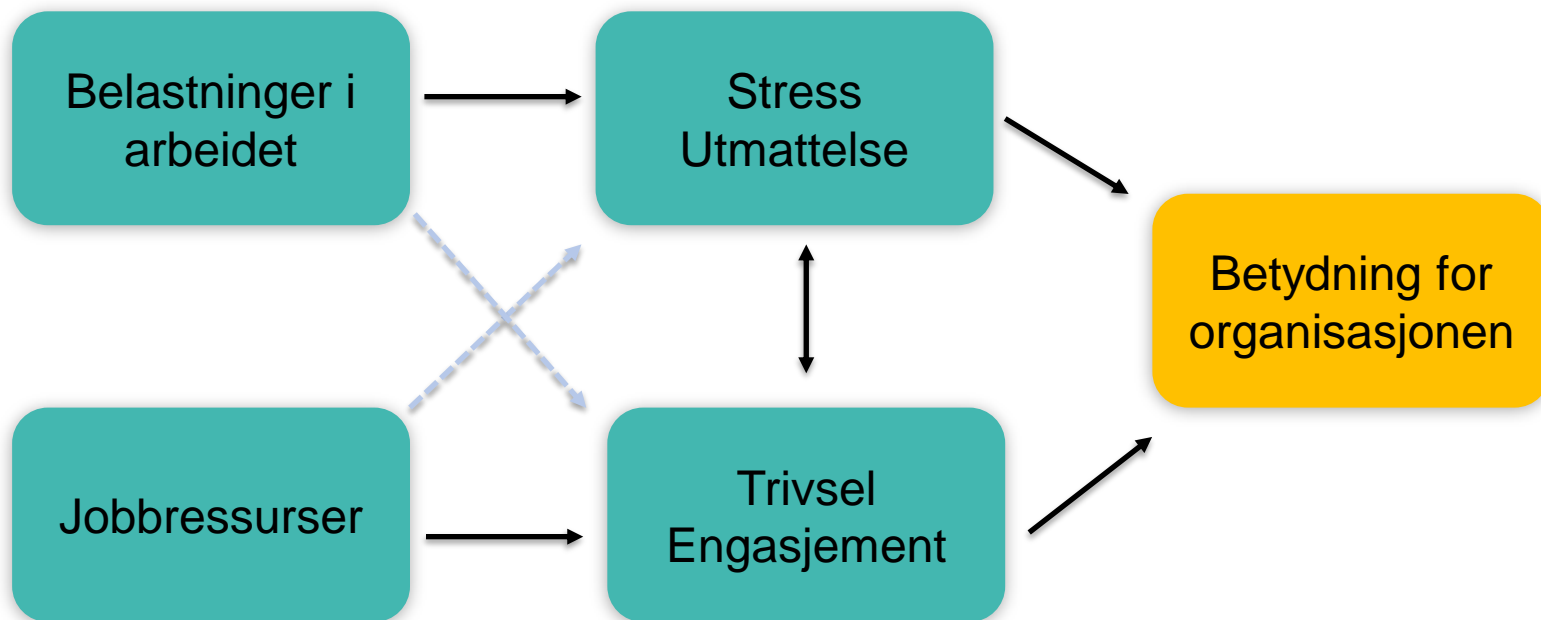 Belastninger i
arbeidet
Stress
Utmattelse
Betydning for
organisasjonen
Jobbressurser
Trivsel
Engasjement